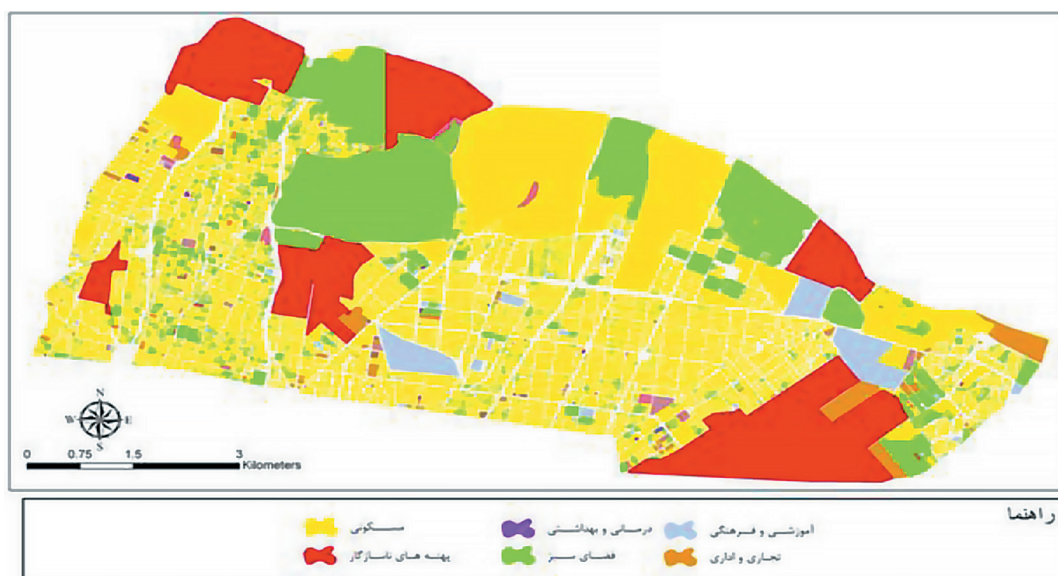 N
W E
S
0 0.75 1.5 3
Kilometers
راهنما
آموزشی و فرهنگی درمانی و بهداشتی مسکونی
تجاری و اداری فضای سبز پهنه های ناسازگار